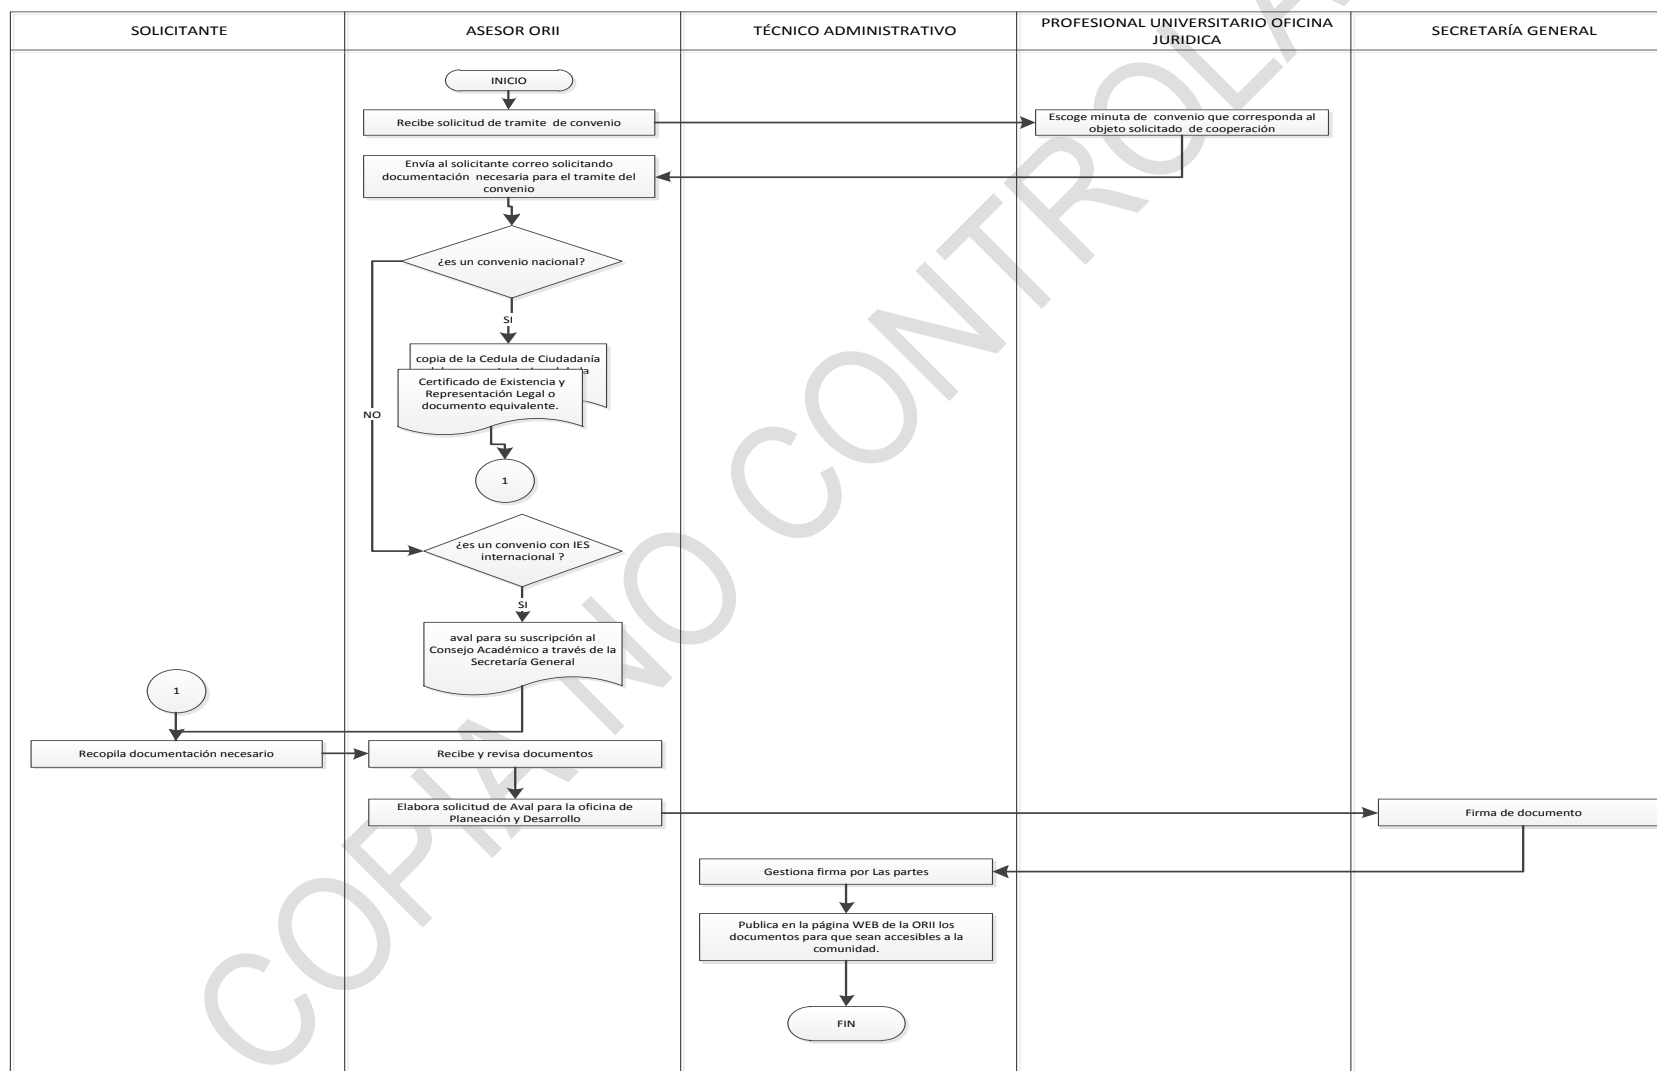 SOLICITANTE
ASESOR ORII
TÉCNICO ADMINISTRATIVO
PROFESIONAL UNIVERSITARIO OFICINA
JURIDICA
SECRETARÍA GENERAL
INICIO
Recibe solicitud de tramite de convenio
Escoge minuta de convenio que corresponda al
objeto solicitado de cooperación
Envía al solicitante correo solicitando
documentación necesaria para el tramite del
convenio
¿es un convenio nacional?
SI
NO
copia de la Cedula de Ciudadanía
Certificado de Existencia y
Representación Legal o
documento equivalente.
1
¿es un convenio con IES
internacional ?
SI
aval para su suscripción al
Consejo Académico a través de la
Secretaría General
1
Recopila documentación necesario
Recibe y revisa documentos
Elabora solicitud de Aval para la oficina de
Planeación y Desarrollo
Firma de documento
Gestiona firma por Las partes
Publica en la página WEB de la ORII los
documentos para que sean accesibles a la
comunidad.
FIN
COPIA NO CONTROLA